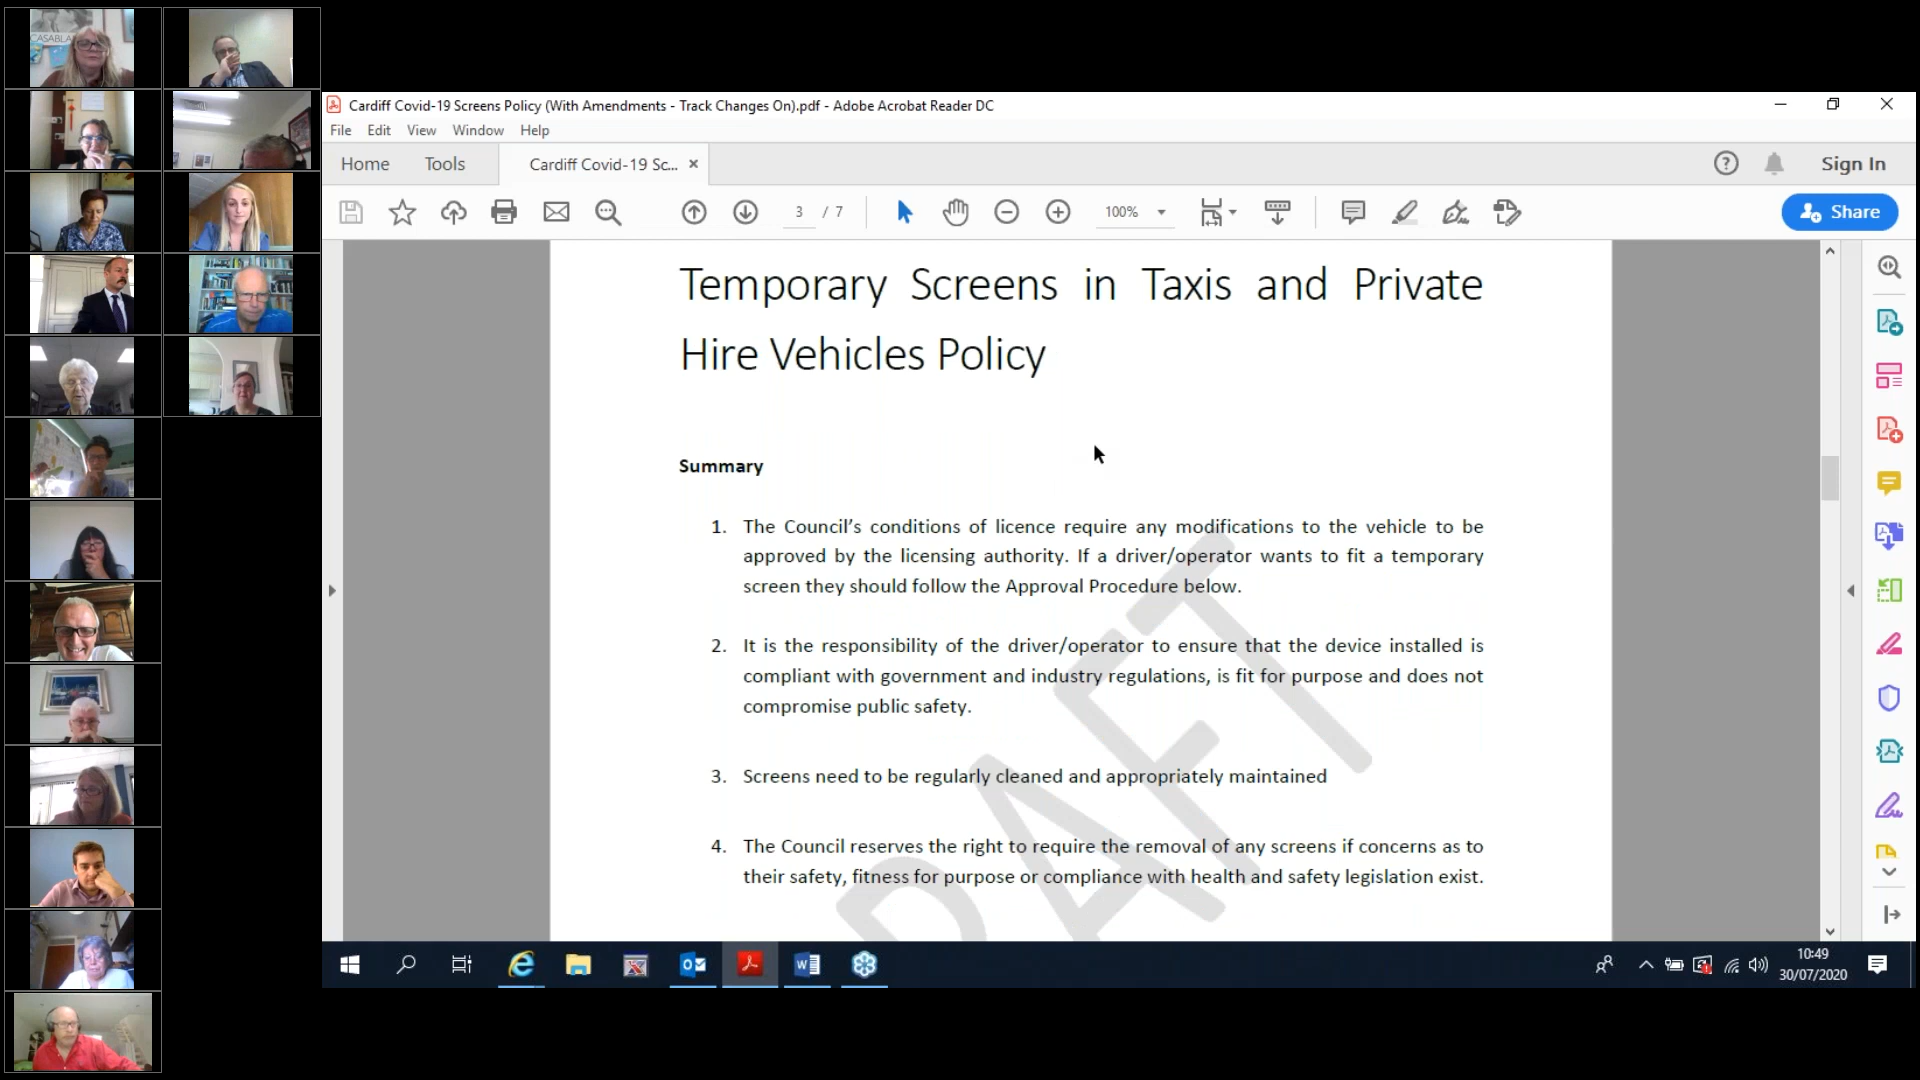 CASABLA
Cardiff Covid-19 Screens Policy (With Amendments - Track Changes On).pdf - Adobe Acrobat Reader DC
File Edit View Window Help
Home Tools Cardiff Covid-19 Sc... ×
Sign In
3 / 7
100%
Share
Temporary Screens in Taxis and Private
Hire Vehicles Policy
Summary
1. The Council’s conditions of licence require any modifications to the vehicle to be
approved by the licensing authority. If a driver/operator wants to fit a temporary
screen they should follow the Approval Procedure below.
2. It is the responsibility of the driver/operator to ensure that the device installed is
compliant with government and industry regulations, is fit for purpose and does not
compromise public safety.
3. Screens need to be regularly cleaned and appropriately maintained
4. The Council reserves the right to require the removal of any screens if concerns as to
their safety, fitness for purpose or compliance with health and safety legislation exist.
DRAFT
10:49
30/07/2020